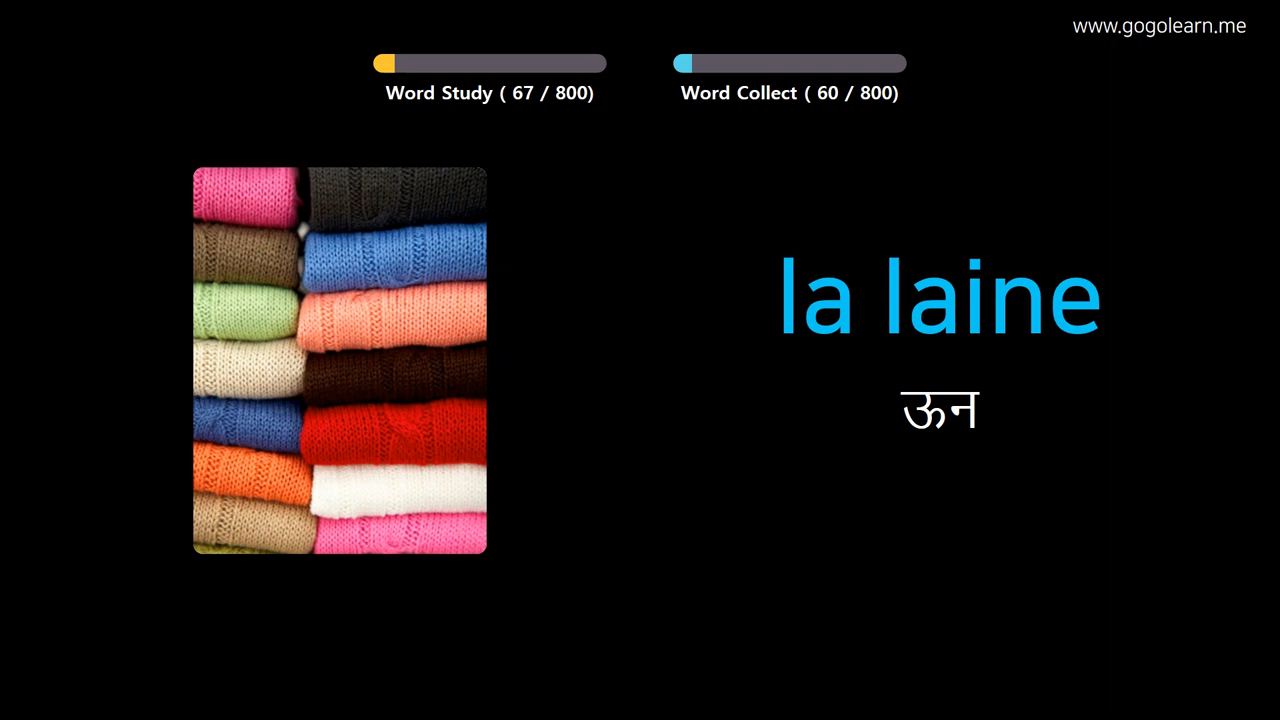 www.gogolearn.me
Word Study ( 67 / 800)
Word Collect ( 60 / 800)
la laine
ऊन